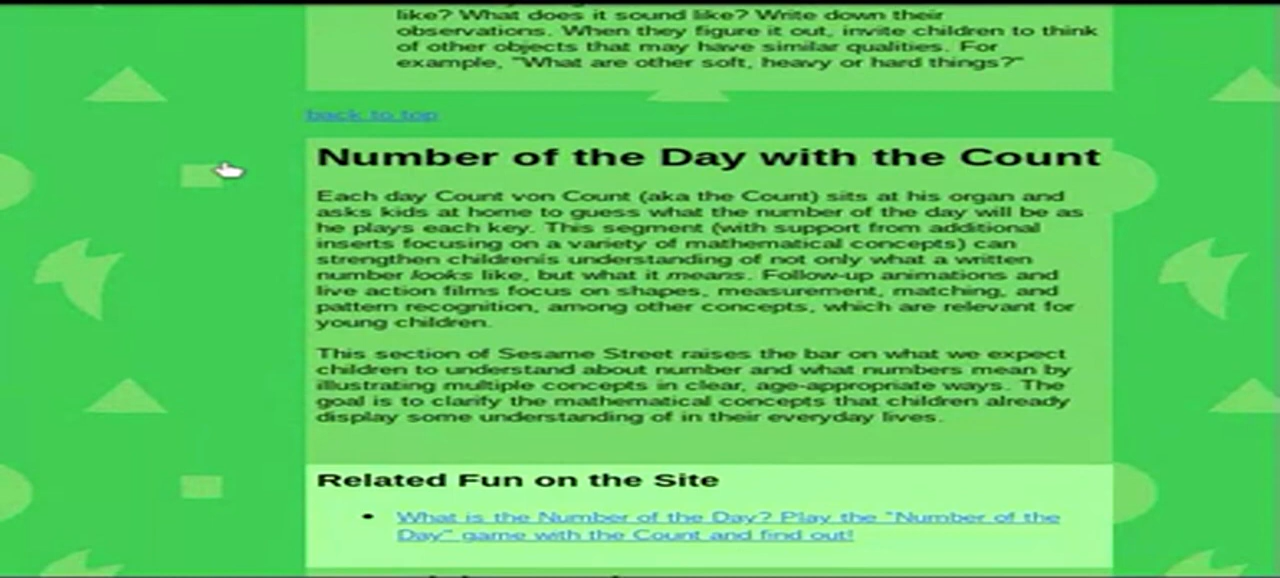 like? What does it sound like? Write down their
observations. When they figure it out, invite children to think
of other objects that may have similar qualities. For
example, "What are other soft, heavy or hard things?"
back to top
Number of the Day with the Count
Each day Count von Count (aka the Count) sits at his organ and
asks kids at home to guess what the number of the day will be as
he plays each key. This segment (with support from additional
inserts focusing on a variety of mathematical concepts) can
strengthen childrenis understanding of not only what a written
number looks like, but what it means. Follow-up animations and
live action films focus on shapes, measurement, matching, and
pattern recognition, among other concepts, which are relevant for
young children.
This section of Sesame Street raises the bar on what we expect
children to understand about number and what numbers mean by
illustrating multiple concepts in clear, age-appropriate ways. The
goal is to clarify the mathematical concepts that children already
display some understanding of in their everyday lives.
Related Fun on the Site
• What is the Number of the Day? Play the "Number of the
Day" game with the Count and find out!